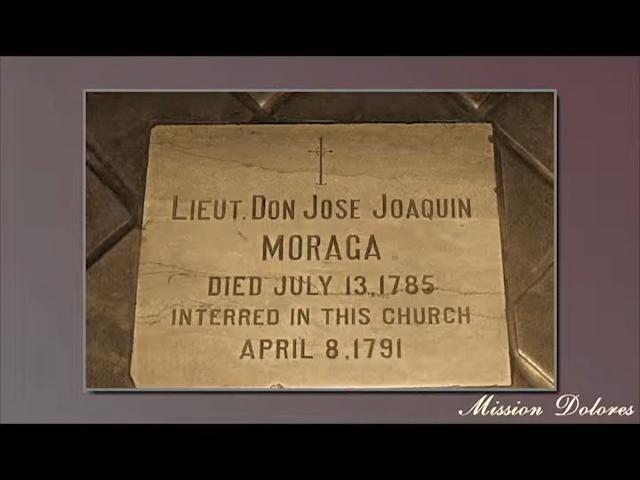 LIEUT. DON JOSE JOAQUIN
MORAGA
DIED JULY 13, 1785
INTERRED IN THIS CHURCH
APRIL 8, 1791
Mission Dolores